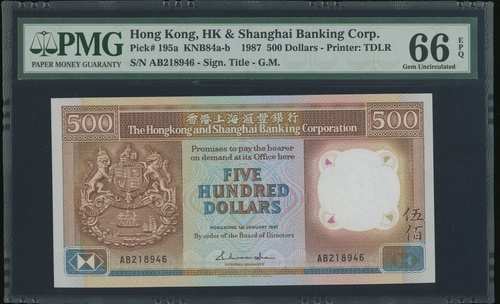 PMG
PAPER MONEY GUARANTY
Hong Kong, HK & Shanghai Banking Corp.
Pick# 195a KNB84a-b 1987 500 Dollars - Printer: TDLR
S/N AB218946 - Sign. Title - G.M.
66 EPQ
Gem Uncirculated
500
香港上海滙豐銀行
500
The Hongkong and Shanghai Banking Corporation
Promises to pay the bearer
on demand at its Office here
FIVE
HUNDRED
DOLLARS
HONGKONG 1ST JANUARY 1987
By order of the Board of Directors
伍佰
AB218946
AB218946
GENERAL MANAGER